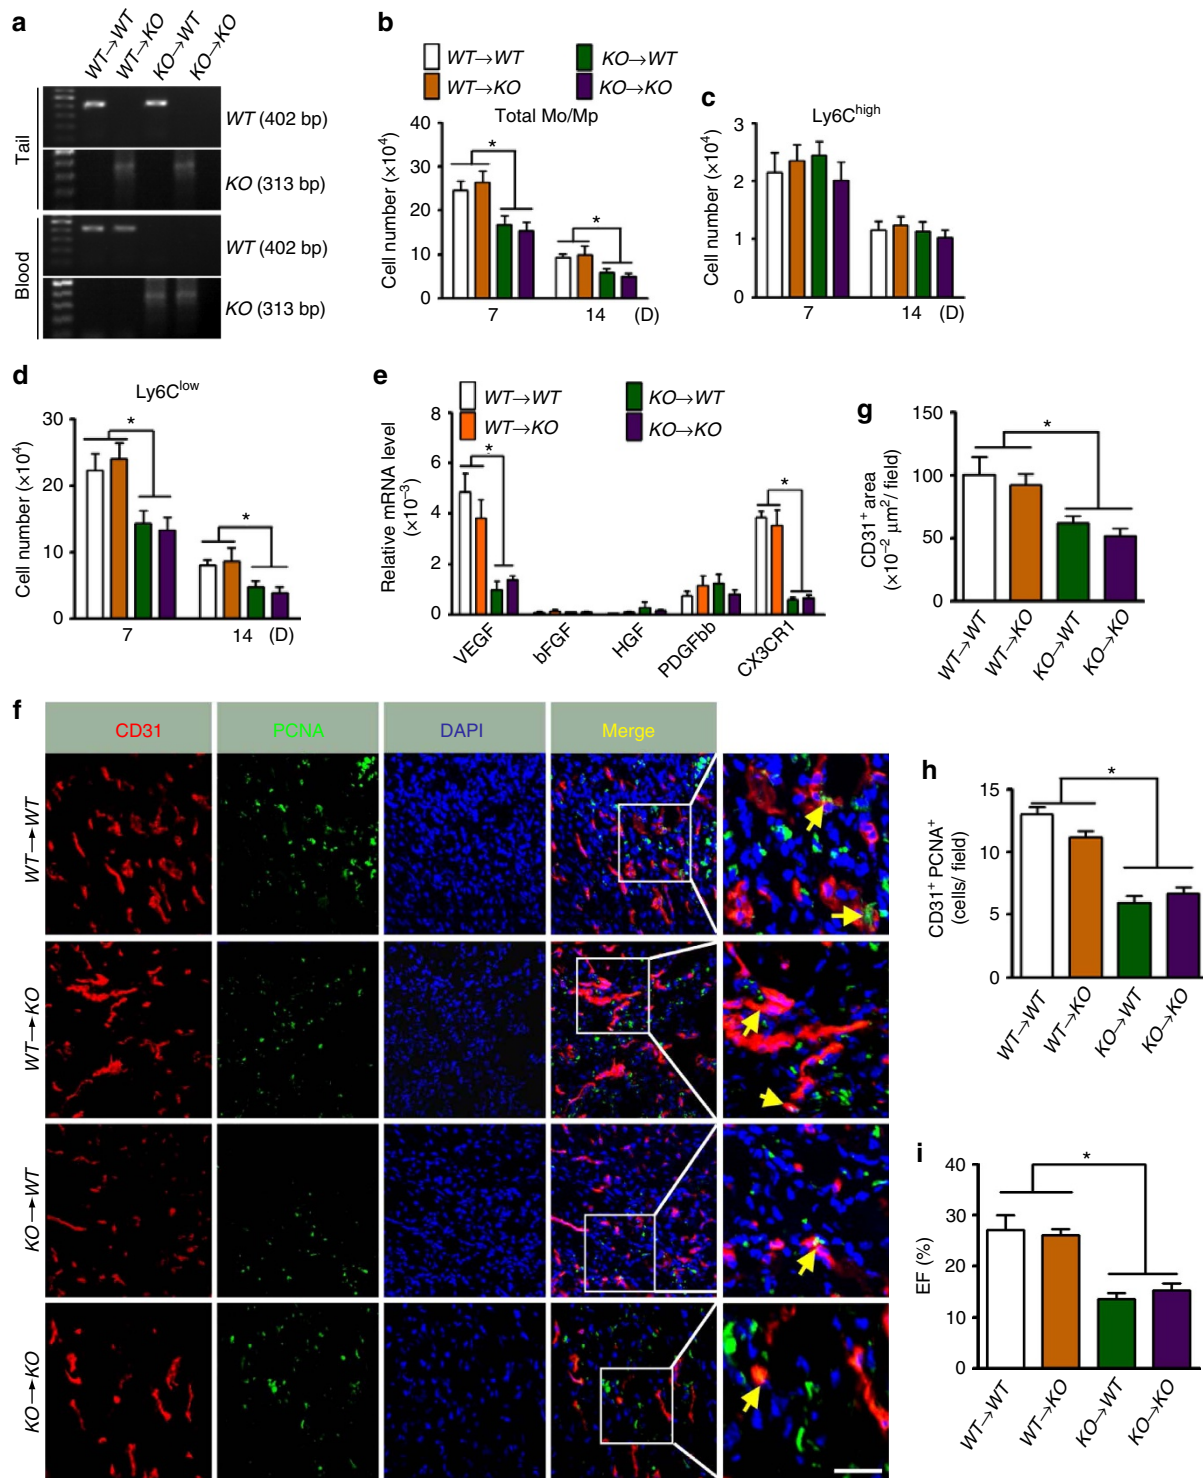 a
WT→WT
WT→KO
KO→WT
KO→KO
Tail
WT (402 bp)
KO (313 bp)
Blood
WT (402 bp)
KO (313 bp)
b
WT→WT
KO→WT
WT→KO
KO→KO
Total Mo/Mp
Cell number (×10⁴)
40
30
20
10
0
*
*
7
14
(D)
c
Ly6Chigh
Cell number (×10⁴)
3
2
1
0
7
14
(D)
d
Ly6Clow
Cell number (×10⁴)
30
20
10
0
*
*
7
14
(D)
e
WT→WT
KO→WT
WT→KO
KO→KO
Relative mRNA level
(×10⁻³)
8
6
4
2
0
*
*
VEGF
bFGF
HGF
PDGFbb
CX3CR1
g
CD31⁺ area
(×10⁻² μm²/ field)
150
100
50
0
*
WT→WT
WT→KO
KO→WT
KO→KO
f
CD31
PCNA
DAPI
Merge
WT→WT
WT→KO
KO→WT
KO→KO
h
CD31⁺ PCNA⁺
(cells/ field)
15
10
5
0
*
WT→WT
WT→KO
KO→WT
KO→KO
i
EF (%)
40
30
20
10
0
*
WT→WT
WT→KO
KO→WT
KO→KO